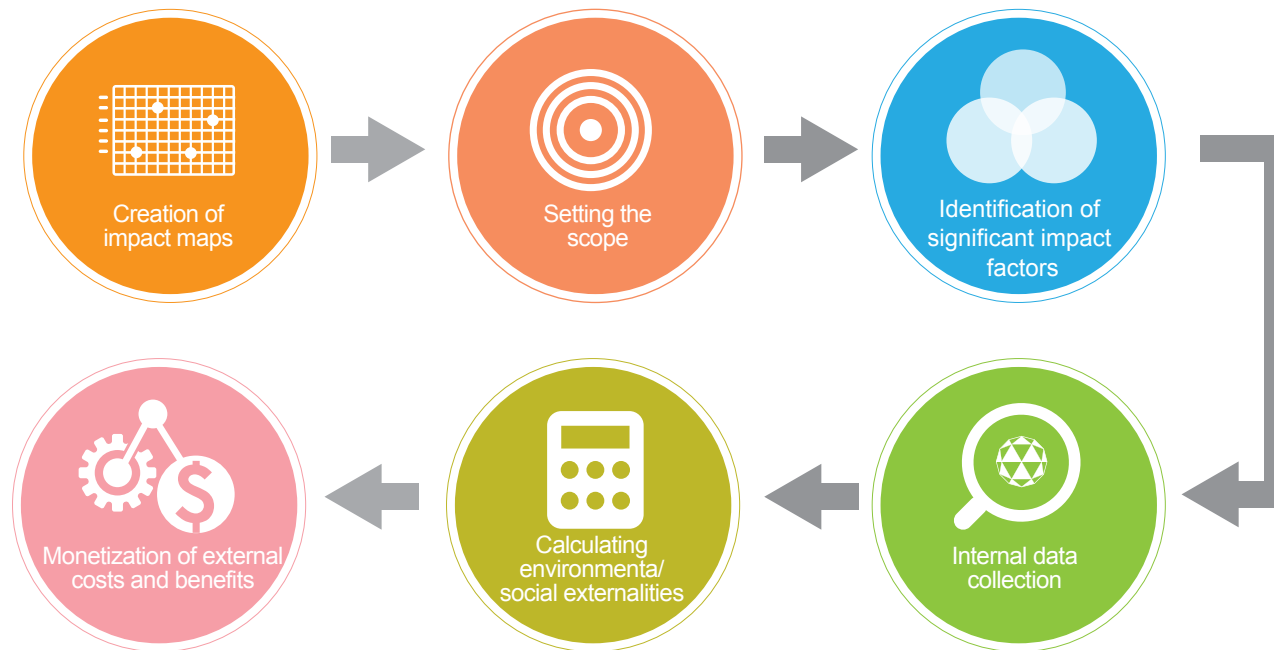 Creation of
impact maps
Setting the
scope
Identification of
significant impact
factors
Internal data
collection
Calculating
environmenta/
social externalities
Monetization of external
costs and benefits